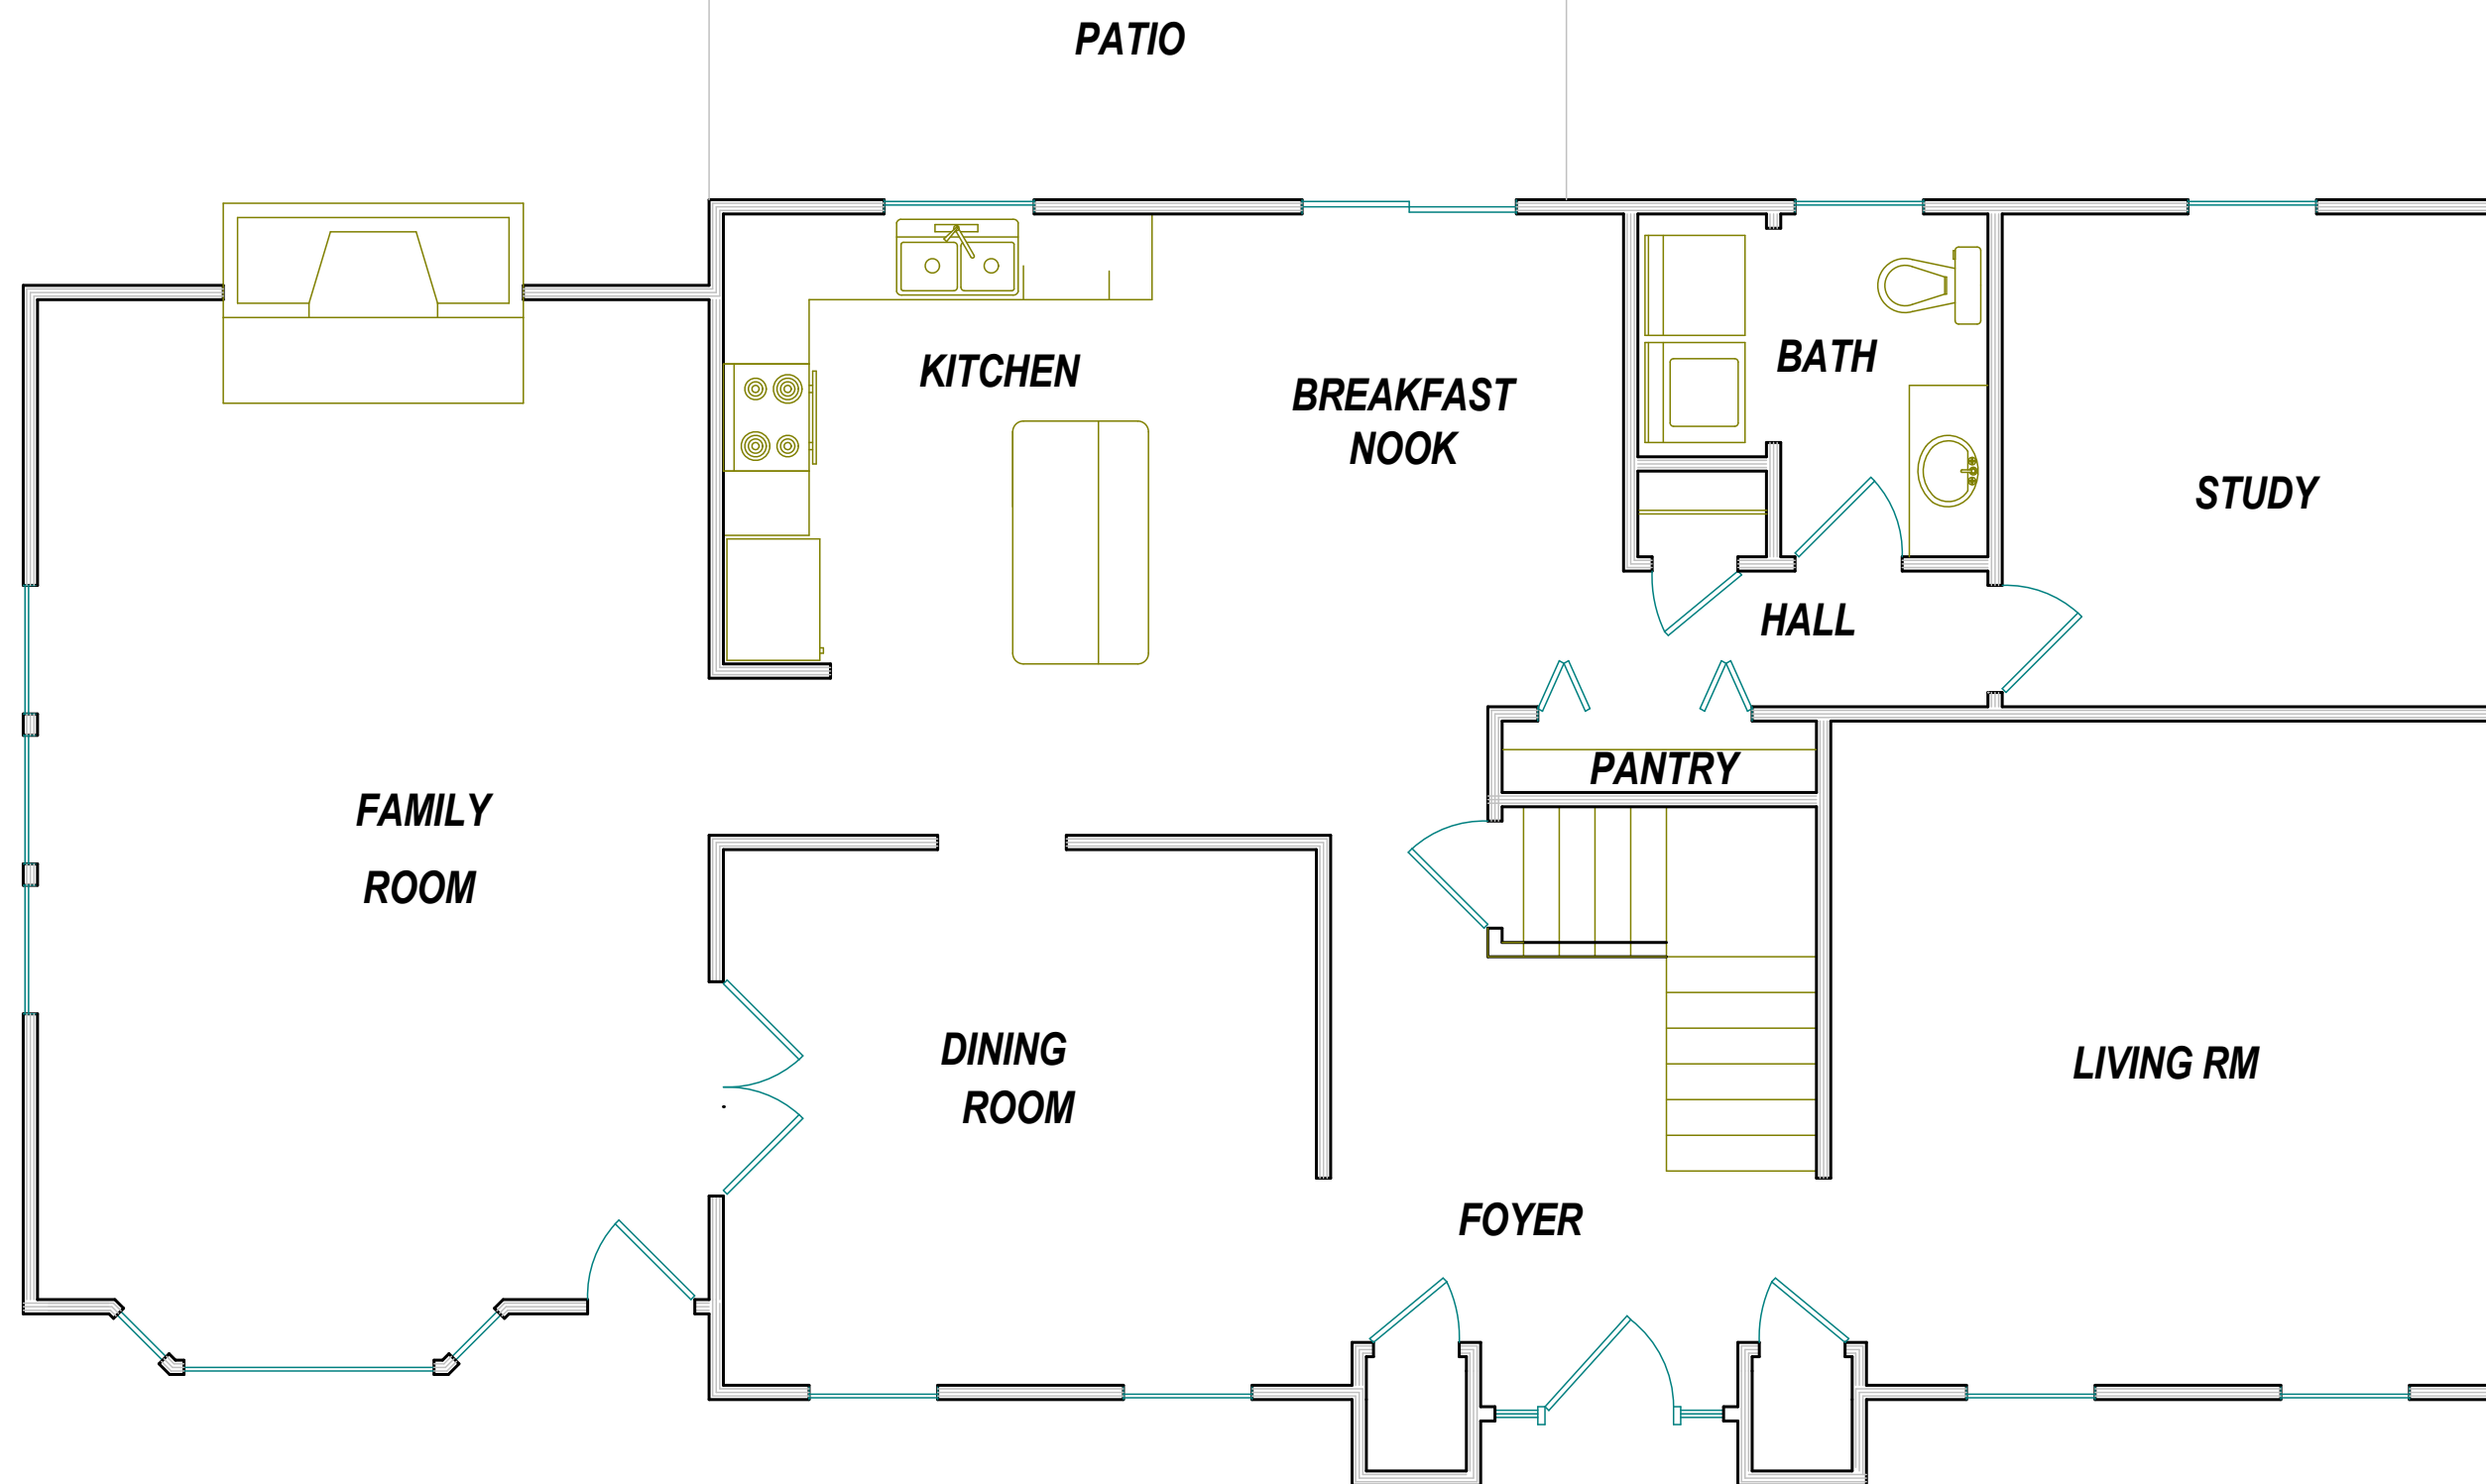 PATIO
KITCHEN
BREAKFAST
NOOK
BATH
STUDY
HALL
PANTRY
FAMILY
ROOM
DINING
ROOM
LIVING RM
FOYER